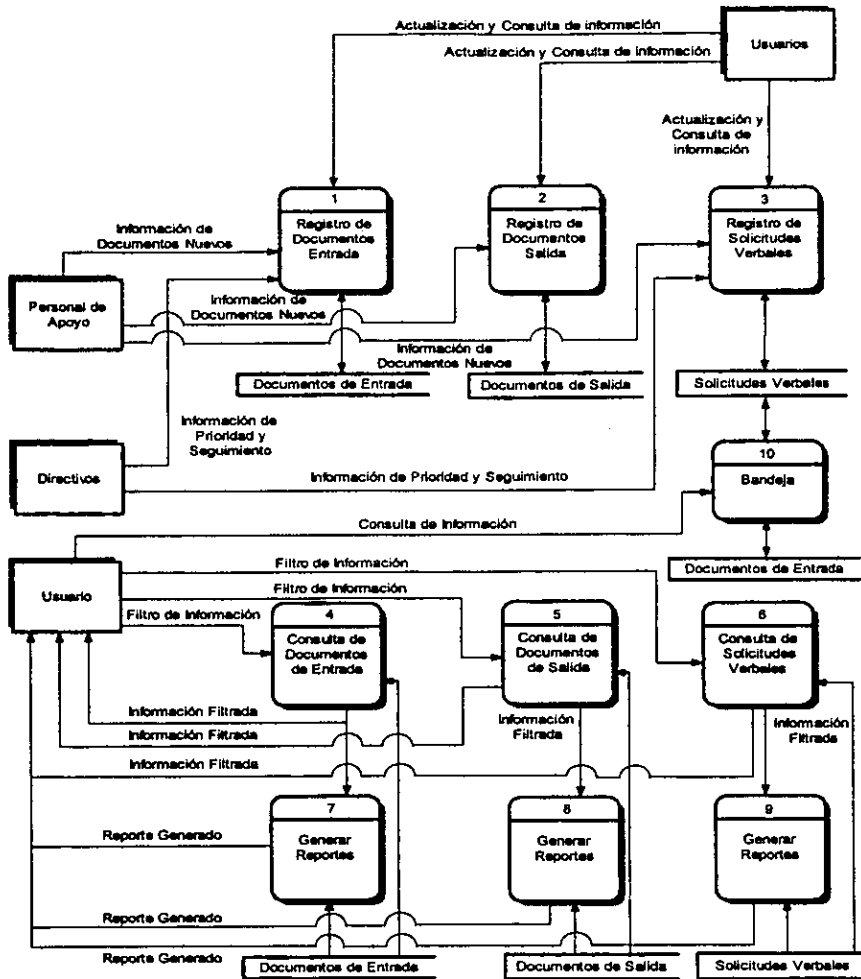 Actualización y Consulta de información
Usuarios
Actualización y Consulta de información
Actualización y
Consulta de
información
1
Registro de
Documentos
Entrada
2
Registro de
Documentos
Salida
3
Registro de
Solicitudes
Verbales
Información de
Documentos Nuevos
Personal de
Apoyo
Información de
Documentos Nuevos
Información de
Documentos Nuevos
Documentos de Entrada
Documentos de Salida
Solicitudes Verbales
Información de
Prioridad y
Seguimiento
Directivos
Información de Prioridad y Seguimiento
10
Bandeja
Consulta de Información
Documentos de Entrada
Usuario
Filtro de Información
Filtro de Información
Filtro de Información
4
Consulta de
Documentos
de Entrada
5
Consulta de
Documentos
de Salida
6
Consulta de
Solicitudes
Verbales
Información Filtrada
Información Filtrada
Información Filtrada
Información
Filtrada
Información
Filtrada
7
Generar
Reportes
8
Generar
Reportes
9
Generar
Reportes
Reporte Generado
Reporte Generado
Reporte Generado
Documentos de Entrada
Documentos de Salida
Solicitudes Verbales